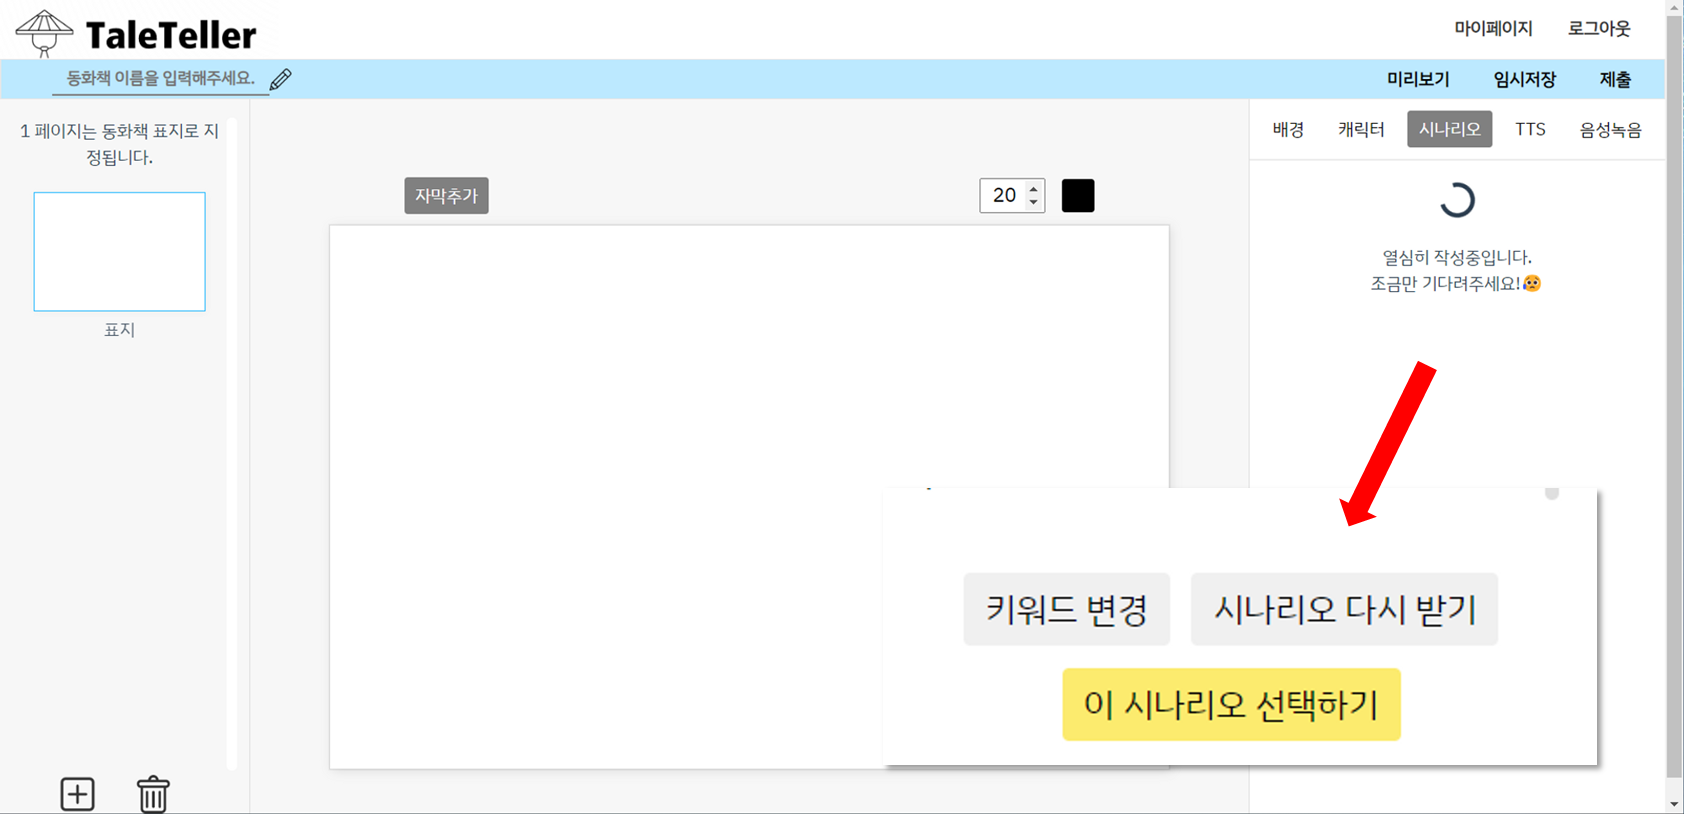 TaleTeller
마이페이지 로그아웃
동화책 이름을 입력해주세요.
미리보기 임시저장 제출
1 페이지는 동화책 표지로 지
정됩니다.
표지
자막추가
20
배경 캐릭터 시나리오 TTS 음성녹음
열심히 작성중입니다.
조금만 기다려주세요!😥
키워드 변경 시나리오 다시 받기
이 시나리오 선택하기